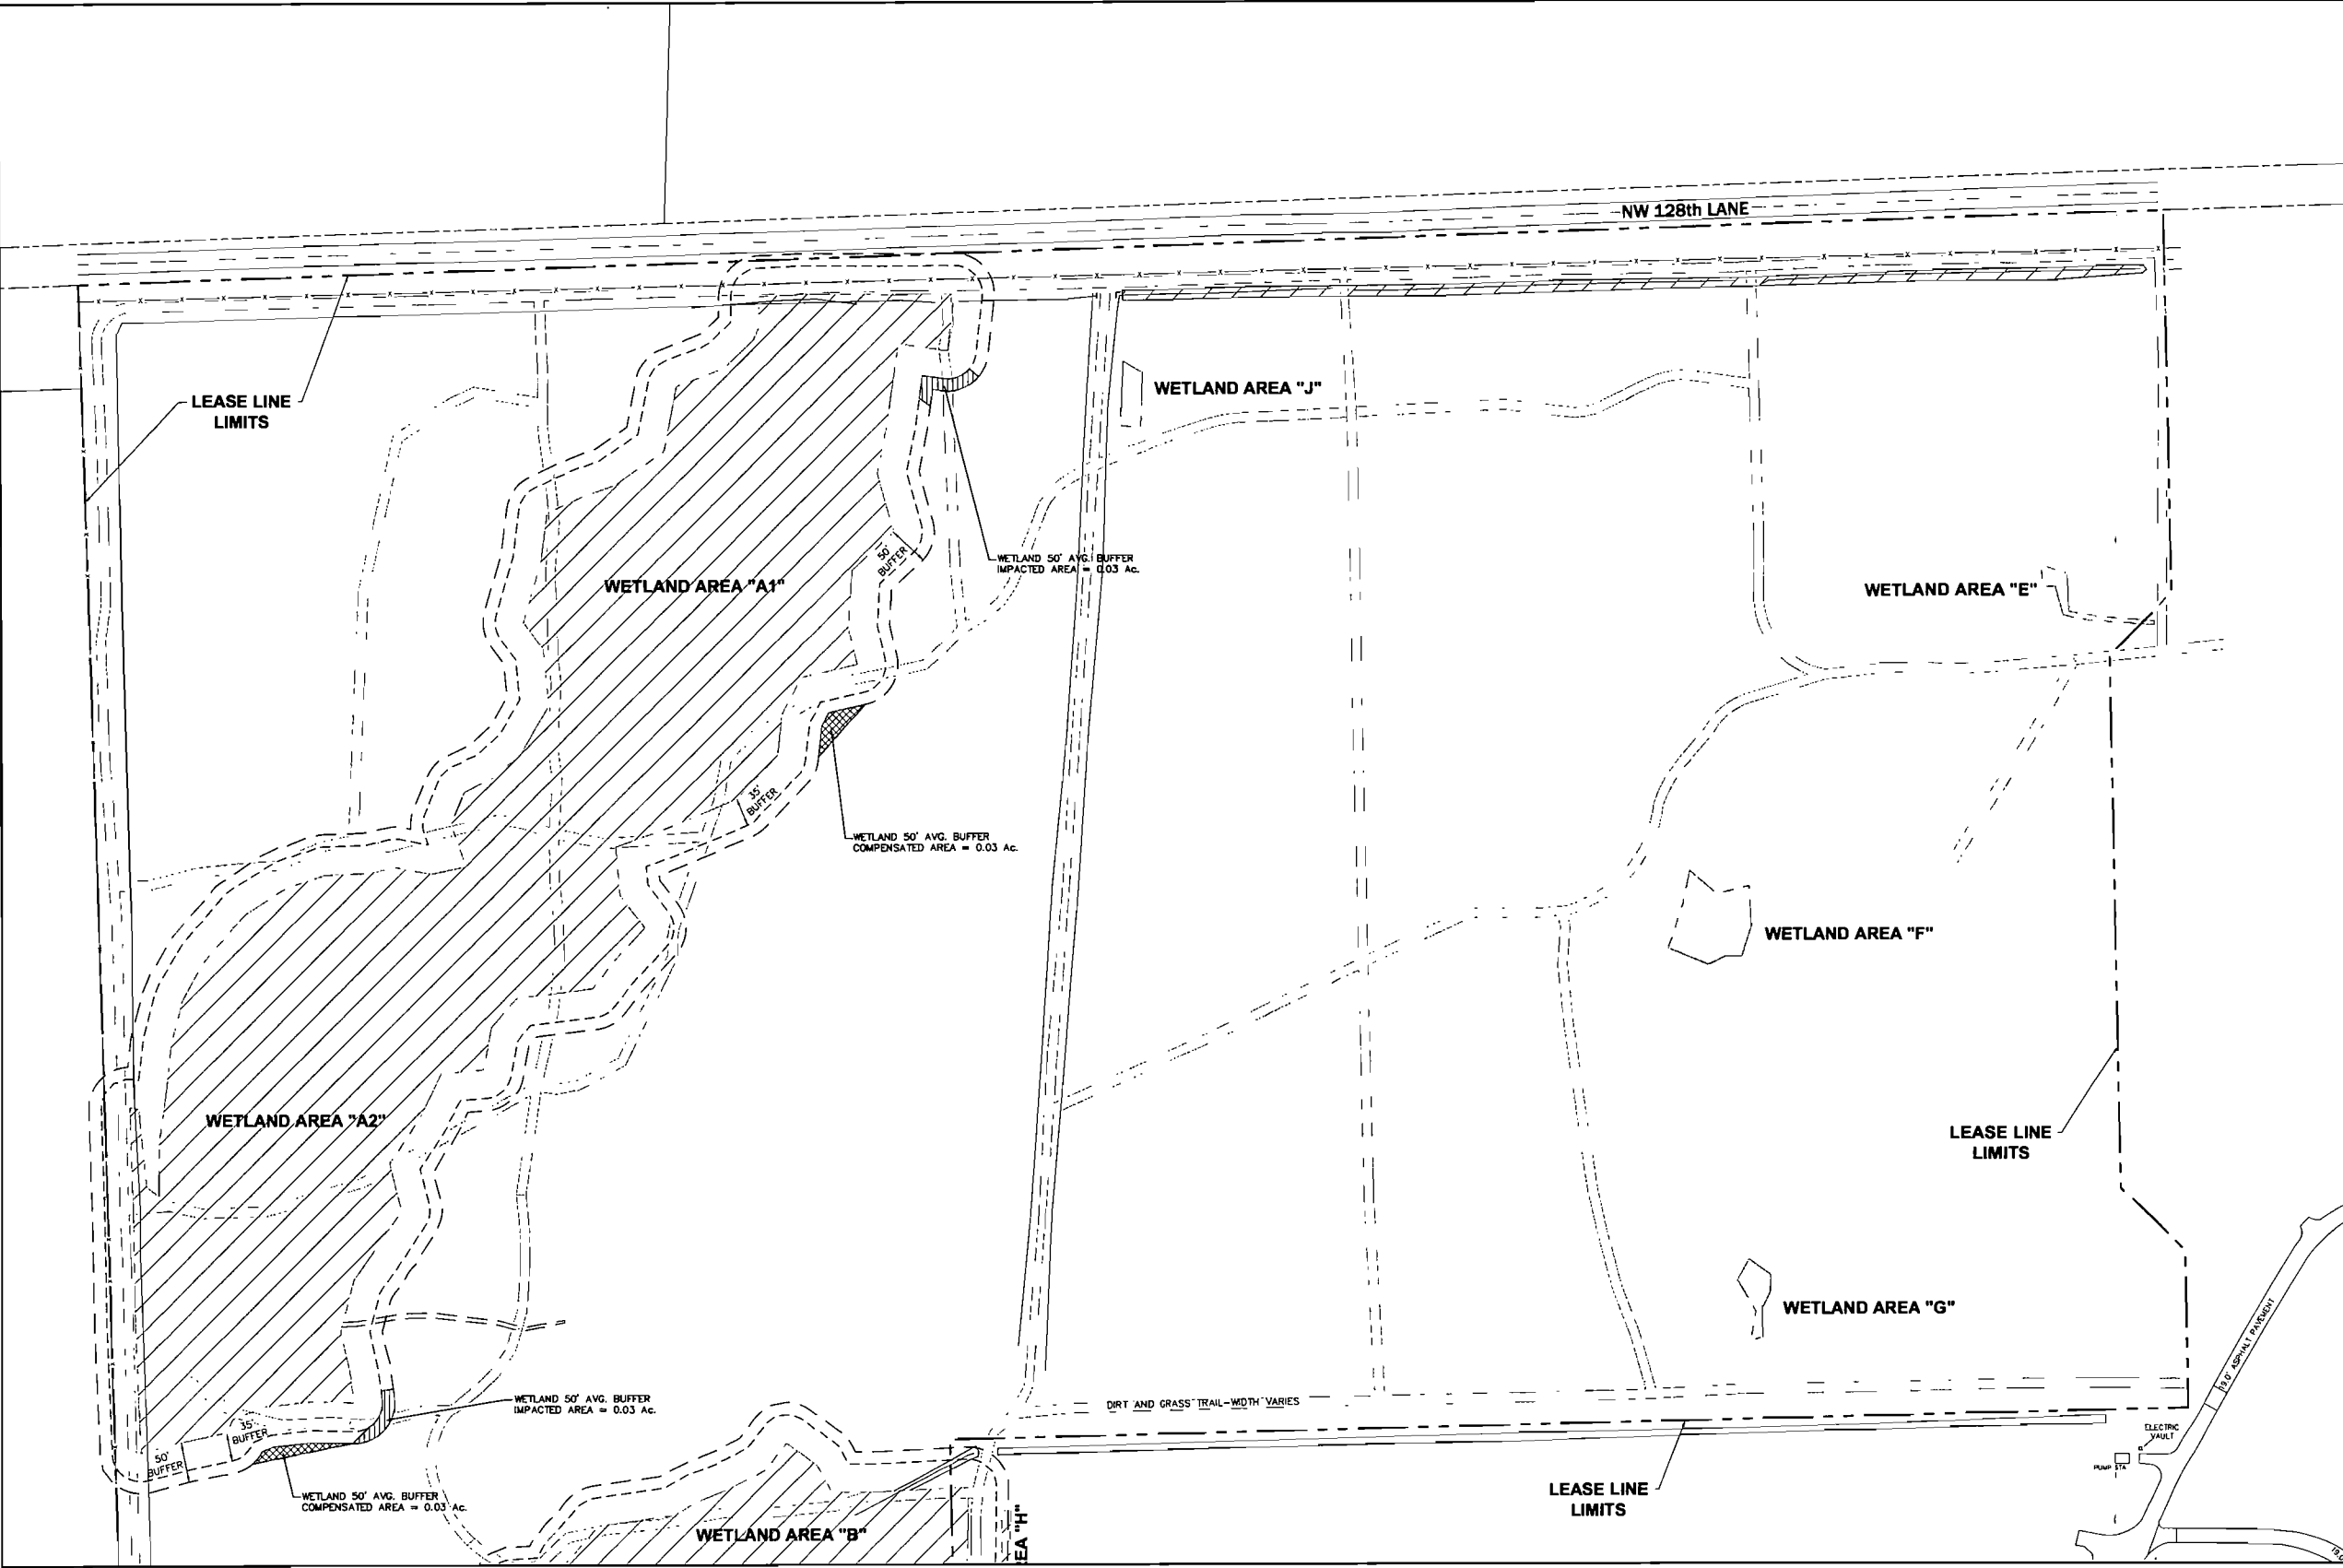 NW 128th LANE
LEASE LINE
LIMITS
WETLAND AREA "J"
WETLAND 50' AVG. BUFFER
IMPACTED AREA = 0.03 Ac.
50'
BUFFER
WETLAND AREA "A1"
WETLAND AREA "E"
35'
BUFFER
WETLAND 50' AVG. BUFFER
COMPENSATED AREA = 0.03 Ac.
WETLAND AREA "F"
WETLAND AREA "A2"
LEASE LINE
LIMITS
WETLAND AREA "G"
19.0' ASPHALT PAVEMENT
WETLAND 50' AVG. BUFFER
IMPACTED AREA = 0.03 Ac.
DIRT AND GRASS TRAIL-WIDTH VARIES
35'
BUFFER
50'
BUFFER
ELECTRIC
VAULT
PUMP STA
WETLAND 50' AVG. BUFFER
COMPENSATED AREA = 0.03 Ac.
LEASE LINE
LIMITS
WETLAND AREA "B"
"H"